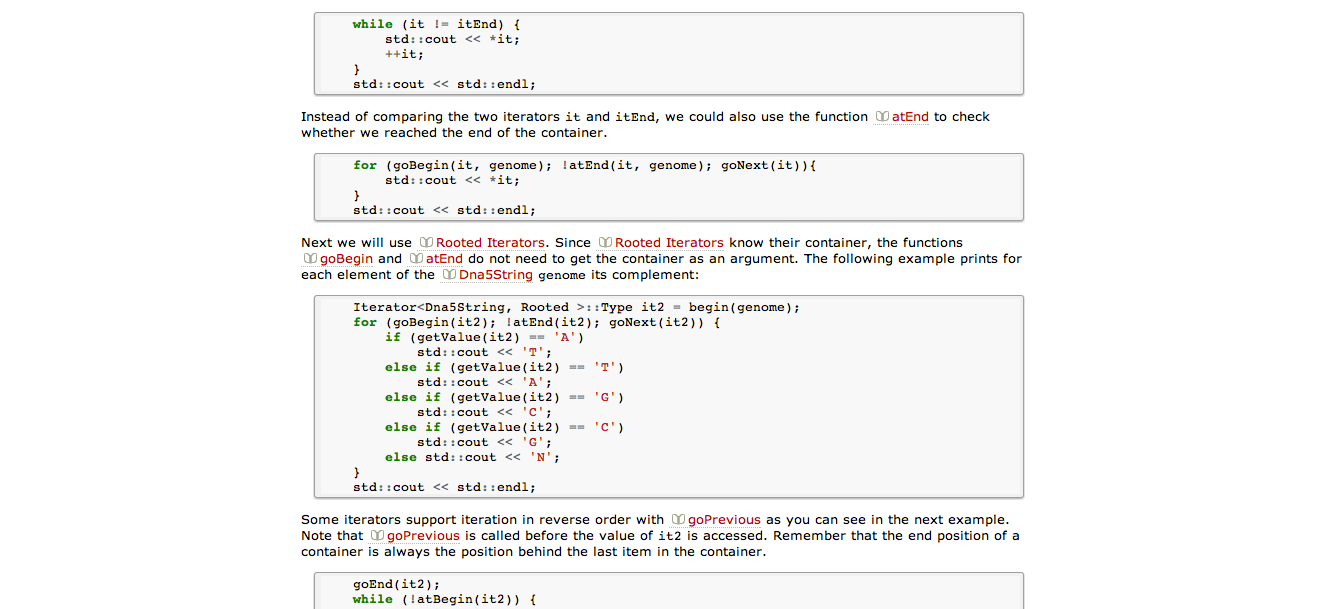 while (it != itEnd) {
std::cout << *it;
++it;
}
std::cout << std::endl;
Instead of comparing the two iterators it and itEnd, we could also use the function atEnd to check
whether we reached the end of the container.
for (goBegin(it, genome); !atEnd(it, genome); goNext(it)){
std::cout << *it;
}
std::cout << std::endl;
Next we will use Rooted Iterators. Since Rooted Iterators know their container, the functions
goBegin and atEnd do not need to get the container as an argument. The following example prints for
each element of the Dna5String genome its complement:
Iterator<Dna5String, Rooted >::Type it2 = begin(genome);
for (goBegin(it2); !atEnd(it2); goNext(it2)) {
if (getValue(it2) == 'A')
std::cout << 'T';
else if (getValue(it2) == 'T')
std::cout << 'A';
else if (getValue(it2) == 'G')
std::cout << 'C';
else if (getValue(it2) == 'C')
std::cout << 'G';
else std::cout << 'N';
}
std::cout << std::endl;
Some iterators support iteration in reverse order with goPrevious as you can see in the next example.
Note that goPrevious is called before the value of it2 is accessed. Remember that the end position of a
container is always the position behind the last item in the container.
goEnd(it2);
while (!atBegin(it2)) {